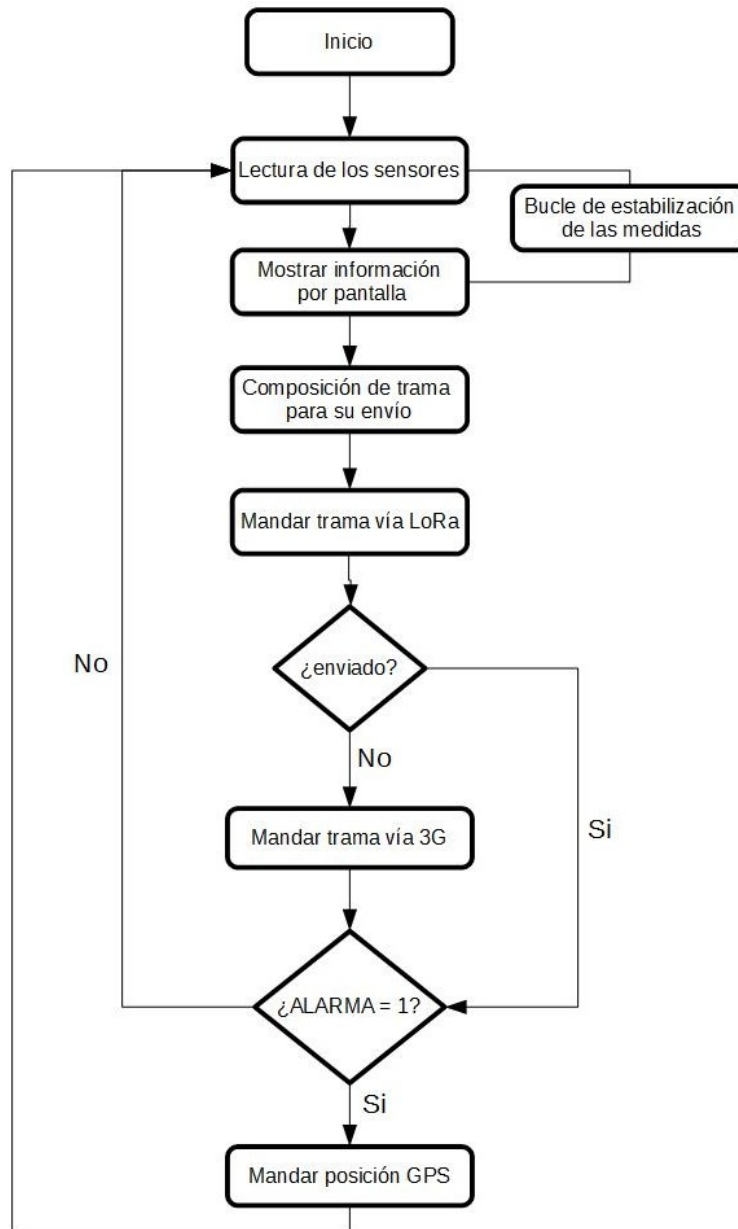 Inicio
Lectura de los sensores
Bucle de estabilización
de las medidas
Mostrar información
por pantalla
Composición de trama
para su envío
Mandar trama vía LoRa
¿enviado?
No
No
Mandar trama vía 3G
Si
¿ALARMA = 1?
Si
Mandar posición GPS